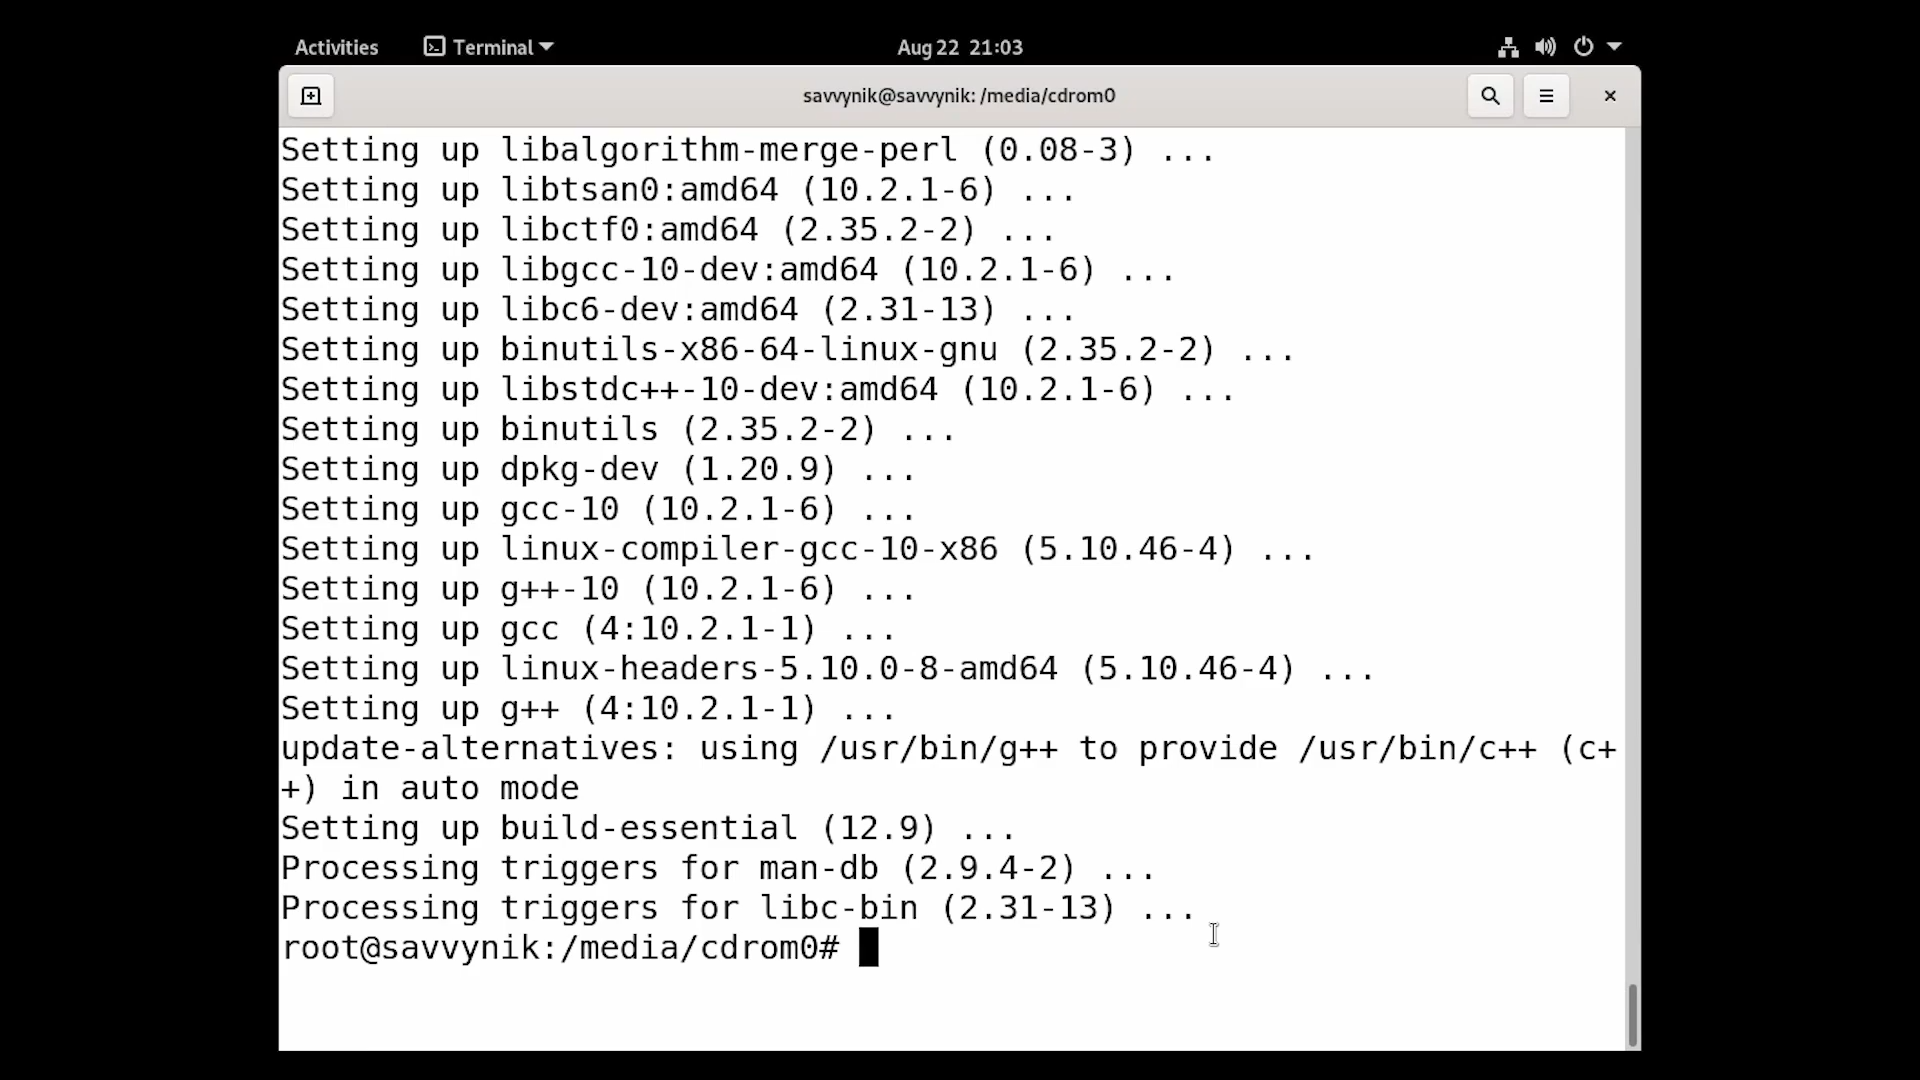 Activities Terminal Aug 22 21:03
savvynik@savvynik: /media/cdrom0
Setting up libalgorithm-merge-perl (0.08-3) ...
Setting up libtsan0:amd64 (10.2.1-6) ...
Setting up libctf0:amd64 (2.35.2-2) ...
Setting up libgcc-10-dev:amd64 (10.2.1-6) ...
Setting up libc6-dev:amd64 (2.31-13) ...
Setting up binutils-x86-64-linux-gnu (2.35.2-2) ...
Setting up libstdc++-10-dev:amd64 (10.2.1-6) ...
Setting up binutils (2.35.2-2) ...
Setting up dpkg-dev (1.20.9) ...
Setting up gcc-10 (10.2.1-6) ...
Setting up linux-compiler-gcc-10-x86 (5.10.46-4) ...
Setting up g++-10 (10.2.1-6) ...
Setting up gcc (4:10.2.1-1) ...
Setting up linux-headers-5.10.0-8-amd64 (5.10.46-4) ...
Setting up g++ (4:10.2.1-1) ...
update-alternatives: using /usr/bin/g++ to provide /usr/bin/c++ (c+
+) in auto mode
Setting up build-essential (12.9) ...
Processing triggers for man-db (2.9.4-2) ...
Processing triggers for libc-bin (2.31-13) ...
root@savvynik:/media/cdrom0#